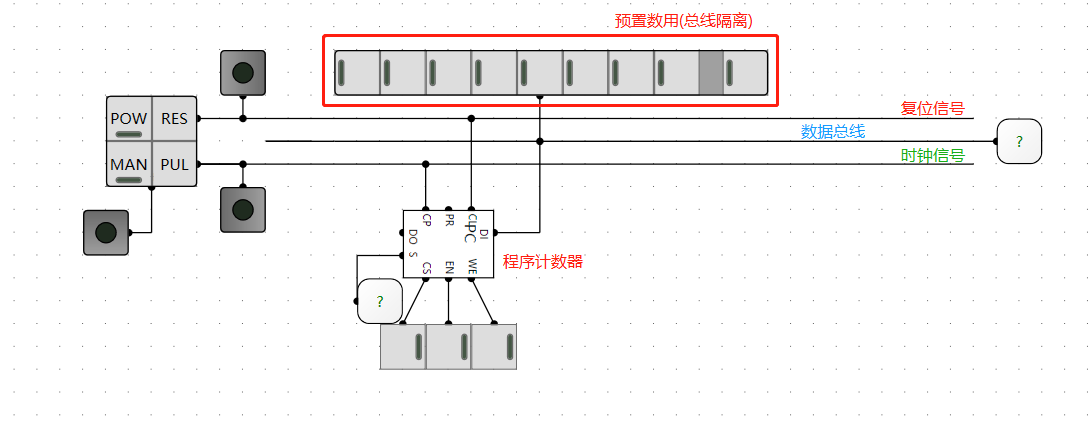 预置数用(总线隔离)
POW RES
复位信号
数据总线
?
MAN PUL
时钟信号
CP PR CL DI
PC
DO
S
CS EN WE
程序计数器
?